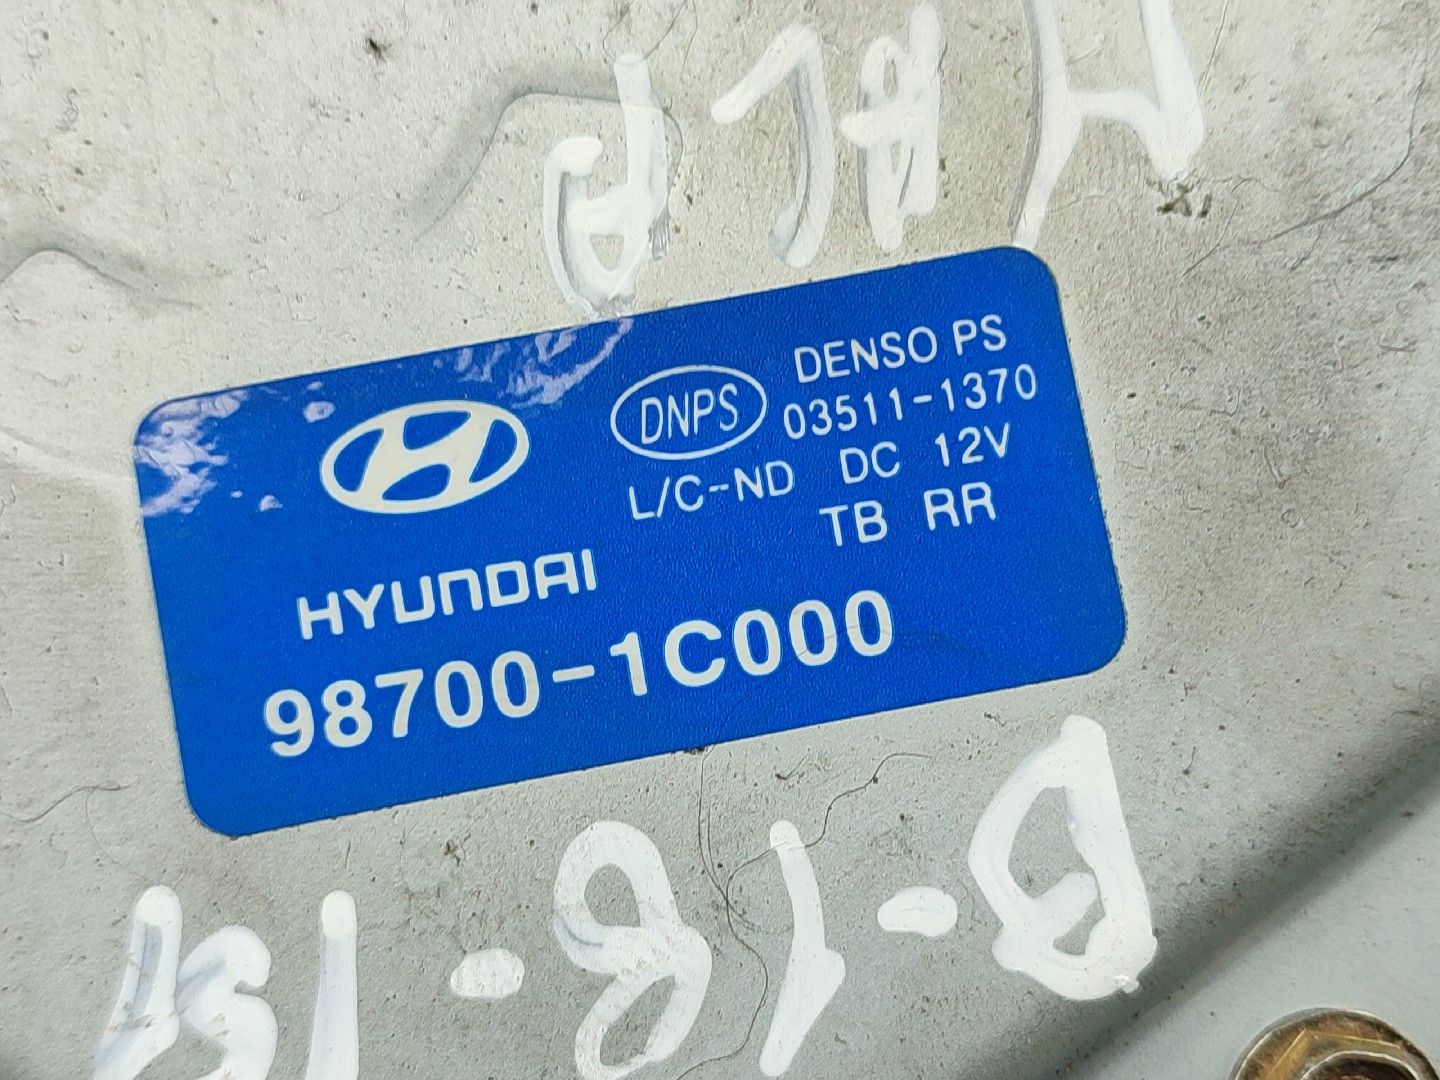 DENSO PS
DNPS 03511-1370
L/C-ND DC 12V
TB RR
HYUNDAI
98700-1C000